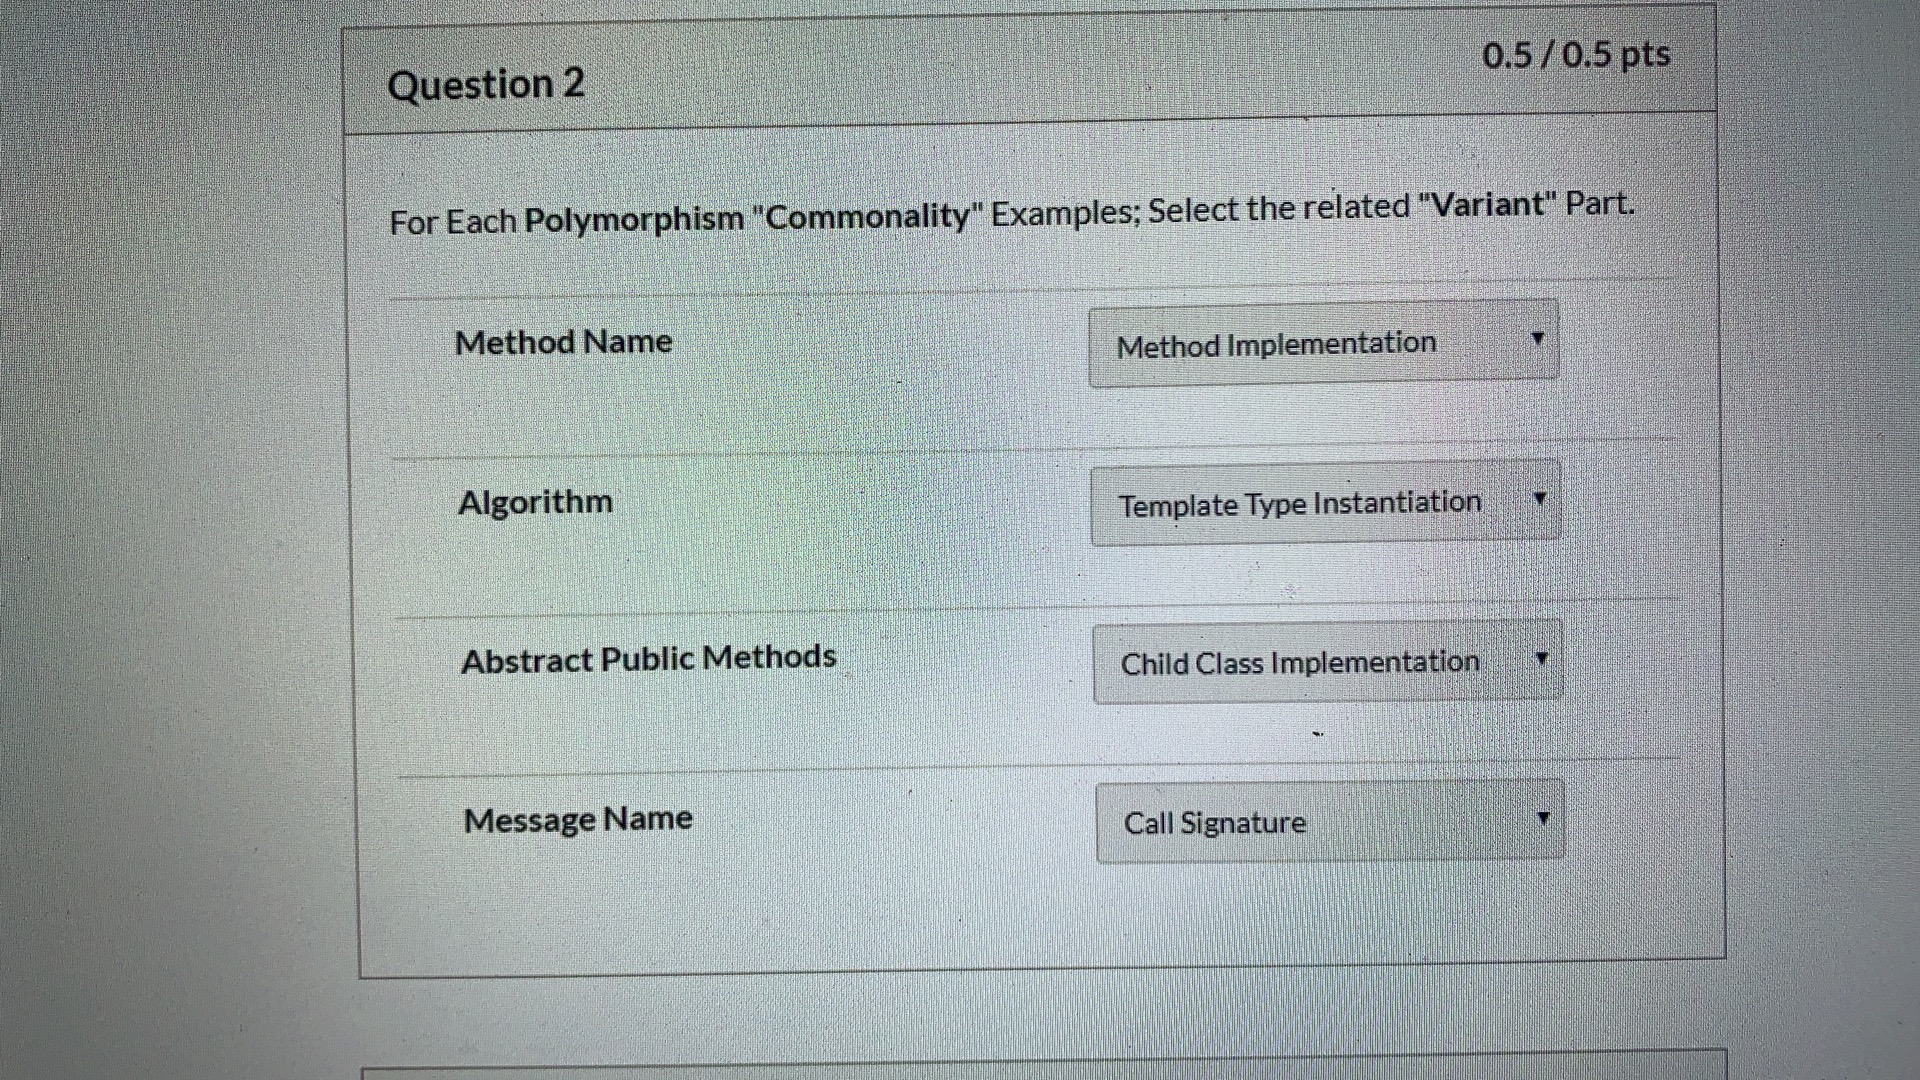 Question 2
0.5 / 0.5 pts
For Each Polymorphism "Commonality" Examples; Select the related "Variant" Part.
Method Name
Method Implementation
Algorithm
Template Type Instantiation
Abstract Public Methods
Child Class Implementation
Message Name
Call Signature